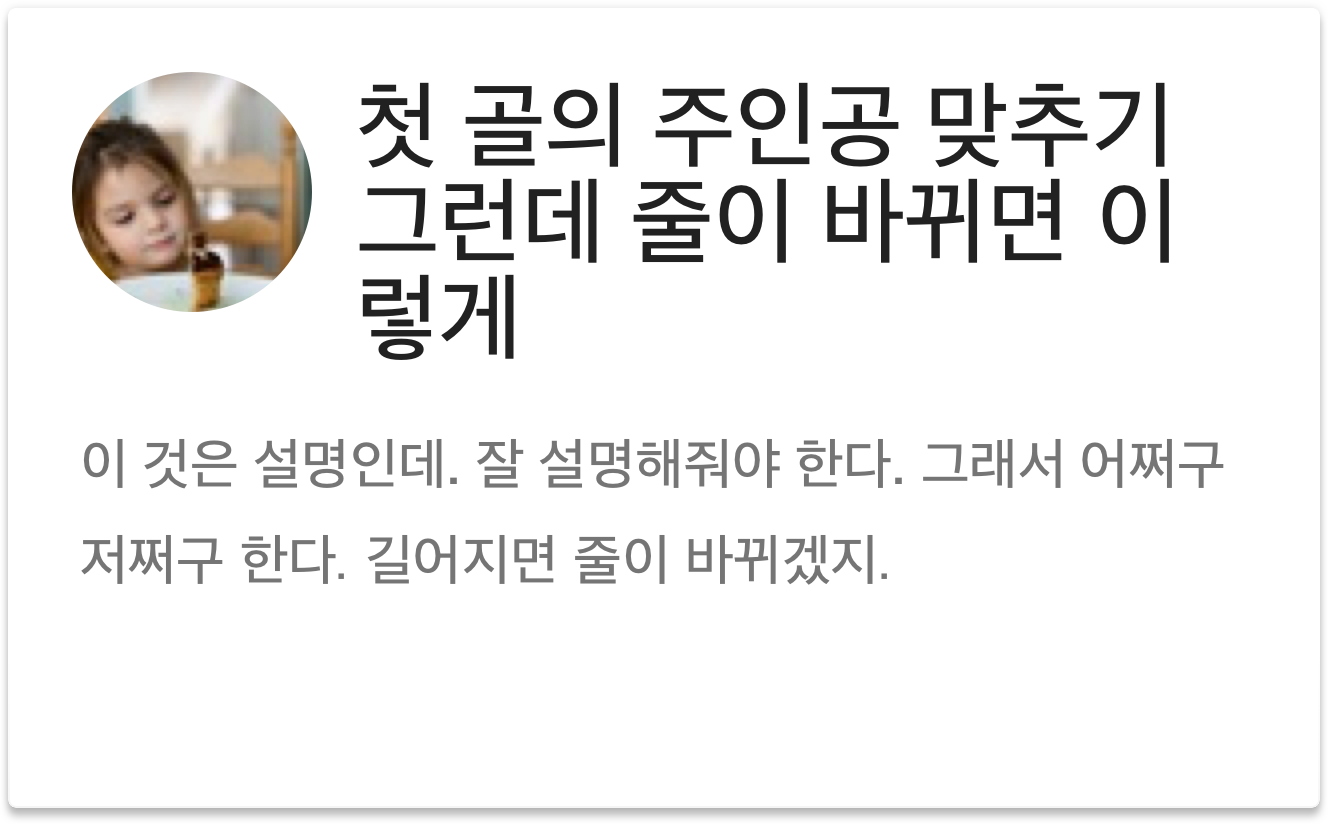 첫 골의 주인공 맞추기
그런데 줄이 바뀌면 이
렇게
이 것은 설명인데. 잘 설명해줘야 한다. 그래서 어쩌구
저쩌구 한다. 길어지면 줄이 바뀌겠지.